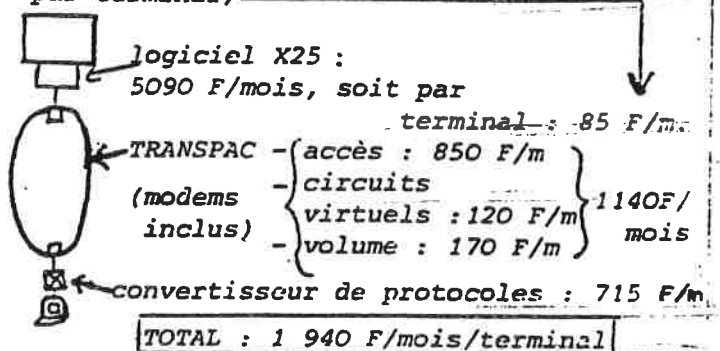 logiciel X25 :
5090 F/mois, soit par
terminal : 85 F/m.
TRANSPAC - accès : 850 F/m
(modems - circuits
inclus) virtuels : 120 F/m 1140F/
- volume : 170 F/m mois
convertisseur de protocoles : 715 F/m
TOTAL : 1 940 F/mois/terminal